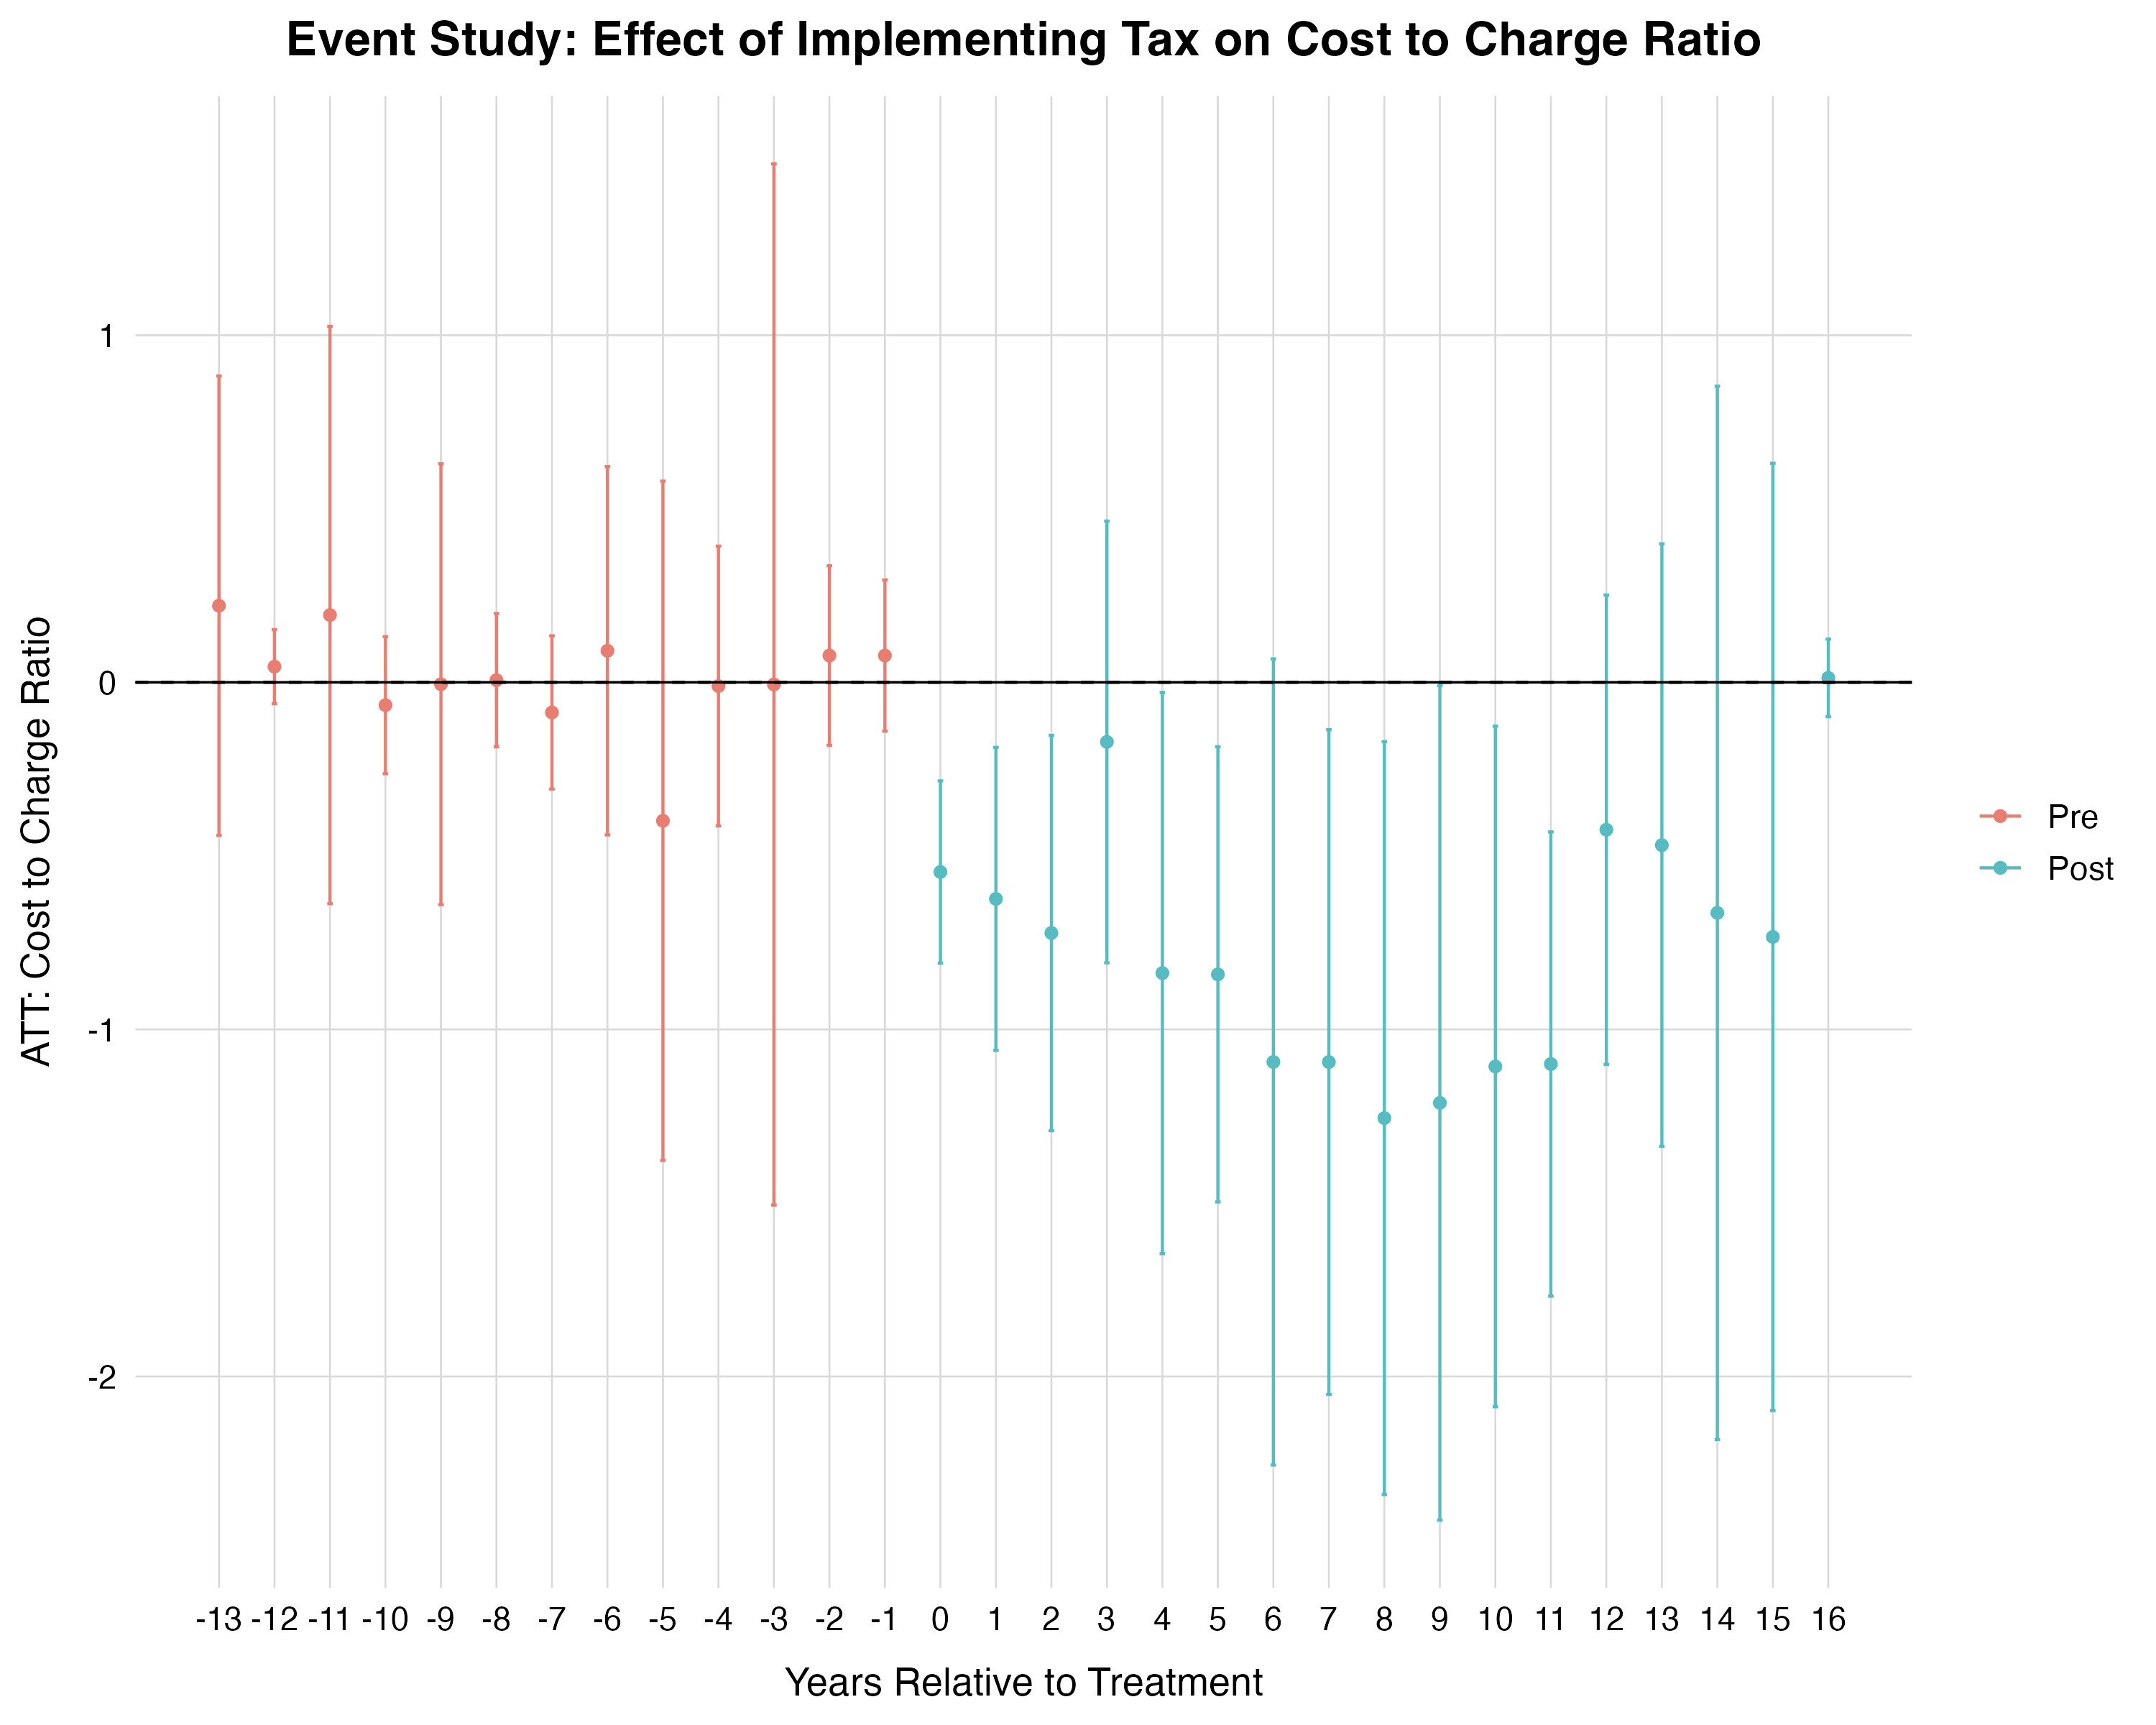 Event Study: Effect of Implementing Tax on Cost to Charge Ratio
ATT: Cost to Charge Ratio
1
0
-1
-2
-13 -12 -11 -10 -9 -8 -7 -6 -5 -4 -3 -2 -1 0 1 2 3 4 5 6 7 8 9 10 11 12 13 14 15 16
Years Relative to Treatment
Pre
Post